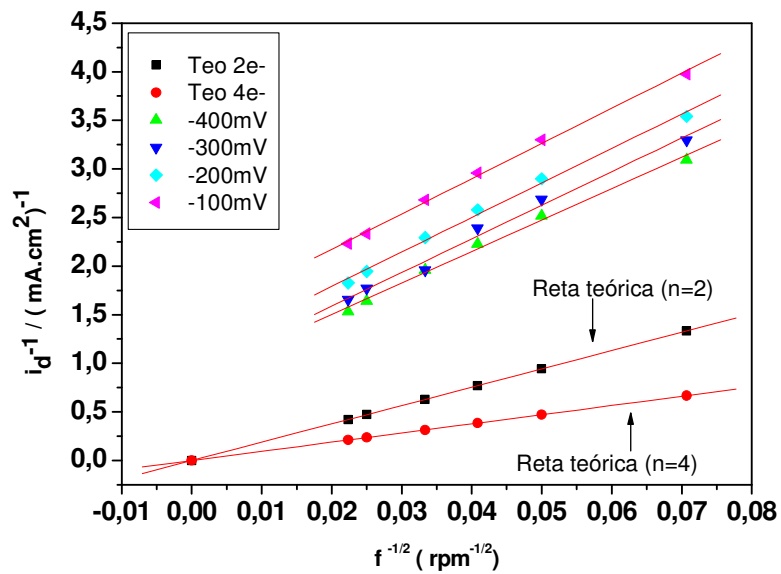 4,5
4,0
3,5
3,0
2,5
2,0
1,5
1,0
0,5
0,0
i_d^-1 / ( mA.cm^2)^-1
Teo 2e-
Teo 4e-
-400mV
-300mV
-200mV
-100mV
Reta teórica (n=2)
Reta teórica (n=4)
-0,01 0,00 0,01 0,02 0,03 0,04 0,05 0,06 0,07 0,08
f^-1/2 ( rpm^-1/2)